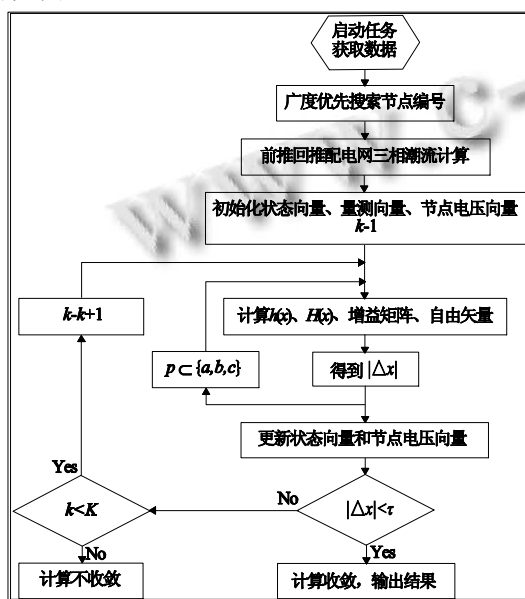 启动任务
获取数据
广度优先搜索节点编号
前推回推配电网三相潮流计算
初始化状态向量、量测向量、节点电压向量
k-1
k-k+1
计算h(x)、H(x)、增益矩阵、自由矢量
p⊂{a,b,c}
得到 |△x|
更新状态向量和节点电压向量
Yes
No
k<K
|△x|<τ
No
Yes
计算不收敛
计算收敛，输出结果
www c-